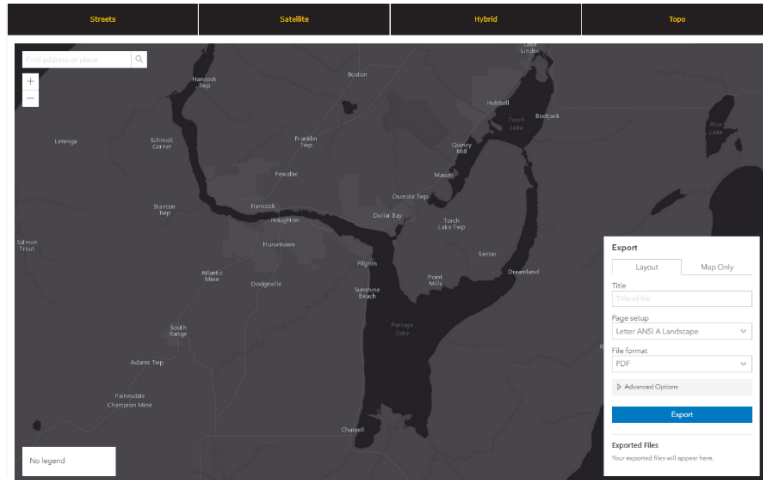 Streets
Satellite
Hybrid
Topo
Find address or place
+
−
Lake
Linden
Boston
Hancock
Twp
Hubbell
Torch
Lake
Bootjack
Rice
Lake
Liminga
Schmidt
Corner
Franklin
Twp
Quincy
Mill
Pewabic
Mason
Osceola Twp
Stanton
Twp
Hancock
Dollar Bay
Houghton
Torch
Lake Twp
Salmon
Trout
Hurontown
Senter
Pilgrim
Atlantic
Mine
Dodgeville
Point
Mills
Dreamland
Sunshine
Beach
South
Range
Portage
Lake
Adams Twp
Painesdale
Champion Mine
Chassell
No legend
Export
Layout
Map Only
Title
Title of file
Page setup
Letter ANSI A Landscape
File format
PDF
Advanced Options
Export
Exported Files
Your exported files will appear here.